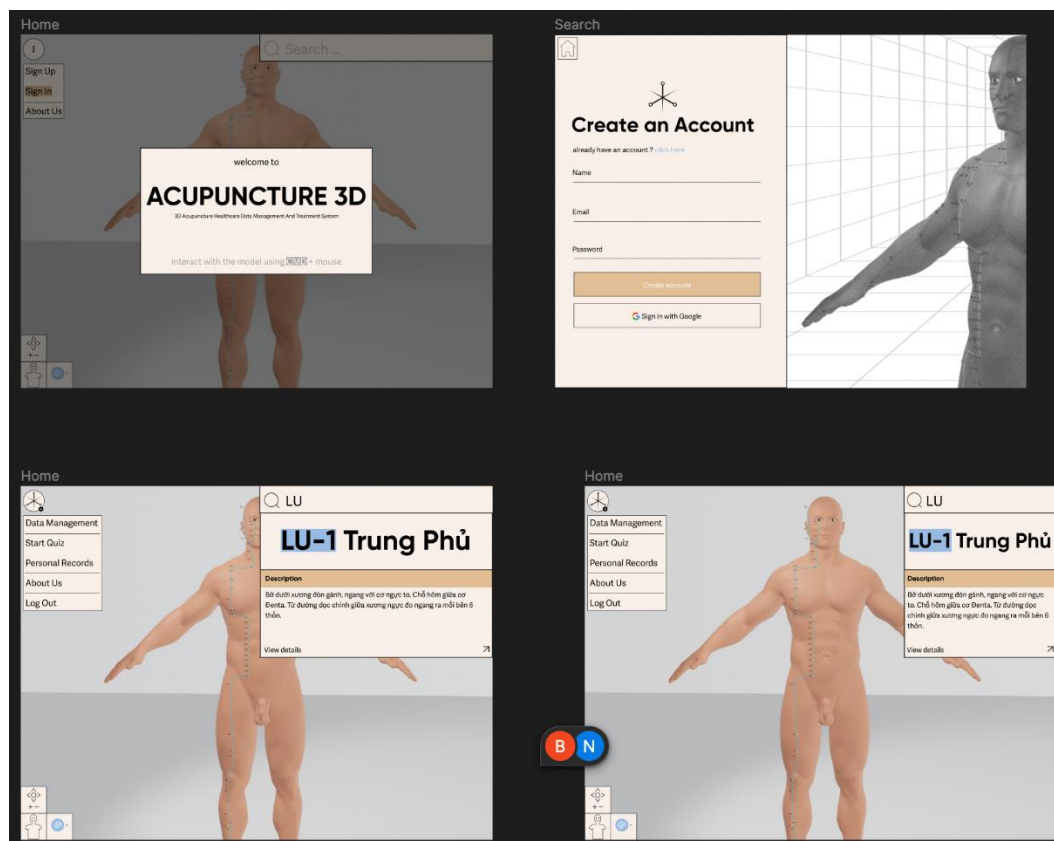 Home
Search ...
Sign Up
Sign In
About Us
welcome to
ACUPUNCTURE 3D
3D Acupuncture Healthcare Data Management And Treatment System
interact with the model using CMD + mouse
Search
Create an Account
already have an account ? click here
Name
Email
Password
Create account
G Sign in with Google
Home
LU
Data Management
Start Quiz
Personal Records
About Us
Log Out
LU-1 Trung Phủ
Description
Bờ dưới xương đòn gánh, ngang với cơ ngực to. Chỗ hõm giữa cơ
Đenta. Từ đường dọc chính giữa xương ngực đo ngang ra mỗi bên 6
thốn.
View details
Home
LU
Data Management
Start Quiz
Personal Records
About Us
Log Out
LU-1 Trung Phủ
Description
Bờ dưới xương đòn gánh, ngang với cơ ngực
to. Chỗ hõm giữa cơ Đenta. Từ đường dọc
chính giữa xương ngực đo ngang ra mỗi bên 6
thốn.
View details
B N